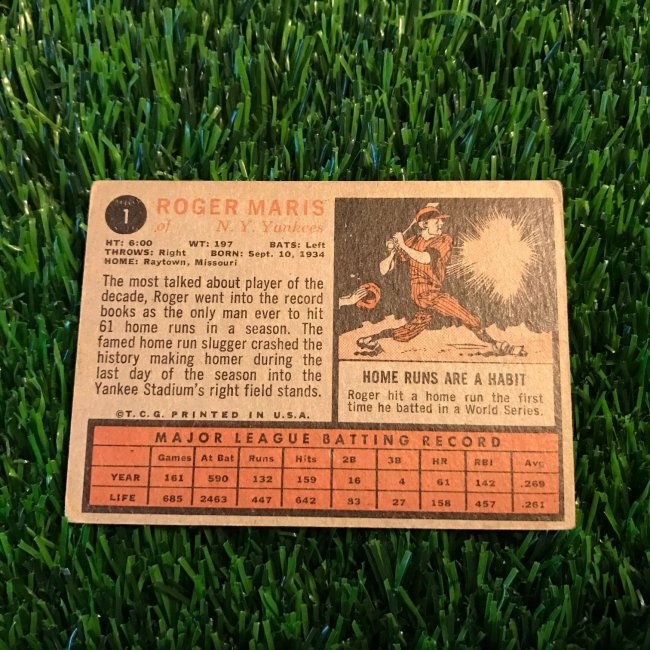 1
ROGER MARIS
of N. Y. Yankees
HT: 6:00 WT: 197 BATS: Left
THROWS: Right BORN: Sept. 10, 1934
HOME: Raytown, Missouri
The most talked about player of the
decade, Roger went into the record
books as the only man ever to hit
61 home runs in a season. The
famed home run slugger crashed the
history making homer during the
last day of the season into the
Yankee Stadium's right field stands.
©T.C.G. PRINTED IN U.S.A.
HOME RUNS ARE A HABIT
Roger hit a home run the first
time he batted in a World Series.
MAJOR LEAGUE BATTING RECORD
Games At Bat Runs Hits 2B 3B HR RBI Avg.
YEAR 161 590 132 159 16 4 61 142 .269
LIFE 685 2463 447 642 83 27 158 457 .261